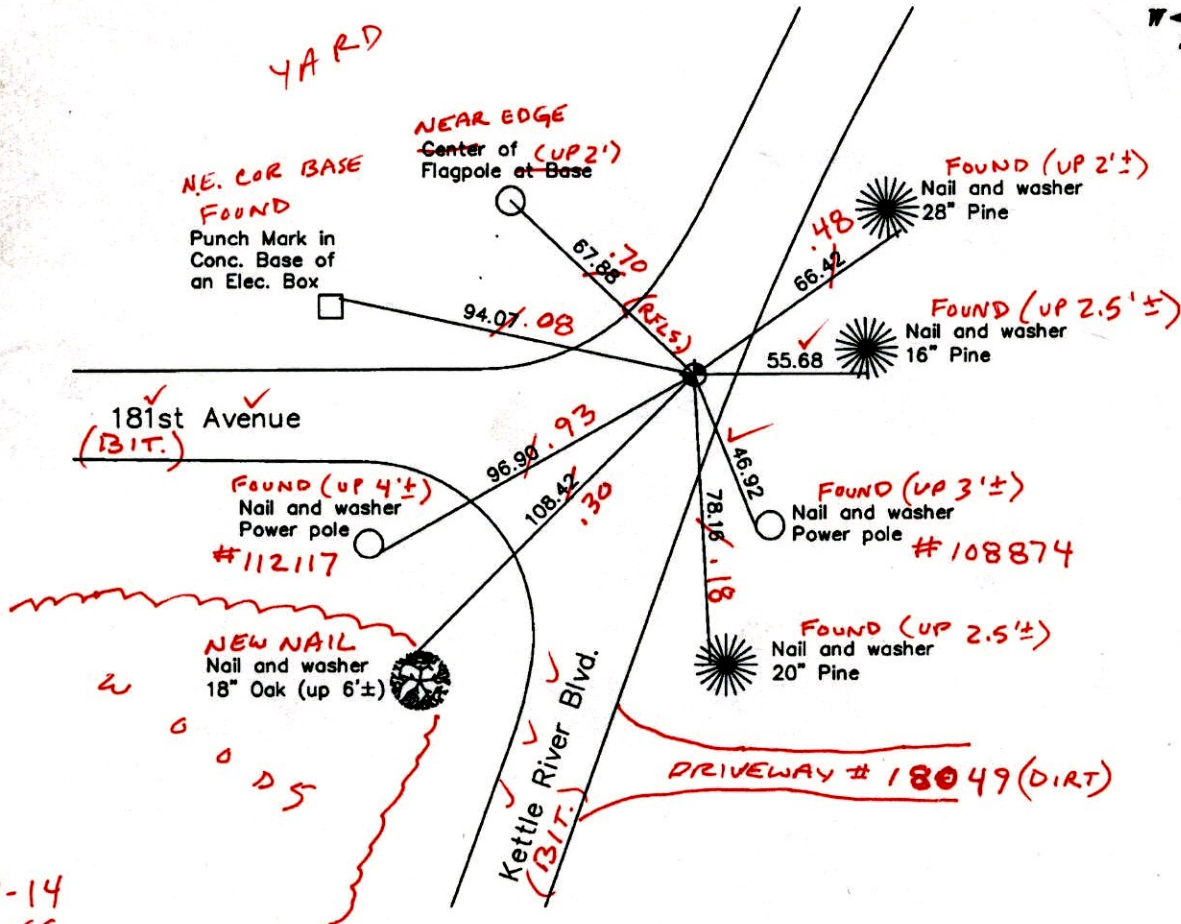 W
YARD
NEAR EDGE
Center of (UP 2')
Flagpole at Base
N.E. COR BASE
FOUND
Punch Mark in
Conc. Base of
an Elec. Box
FOUND (UP 2'±)
Nail and washer
28" Pine
67.88 .70
(RFLS.)
.48
66.42
94.07 .08
FOUND (UP 2.5'±)
Nail and washer
16" Pine
55.68
181st Avenue
(BIT.)
96.90 .93
108.42 .30
46.92
78.16 .18
FOUND (UP 4'±)
Nail and washer
Power pole
#112117
FOUND (UP 3'±)
Nail and washer
Power pole
#108874
NEW NAIL
Nail and washer
18" Oak (up 6'±)
FOUND (UP 2.5'±)
Nail and washer
20" Pine
WOODS
Kettle River Blvd.
(BIT.)
DRIVEWAY # 18049 (DIRT)
-14